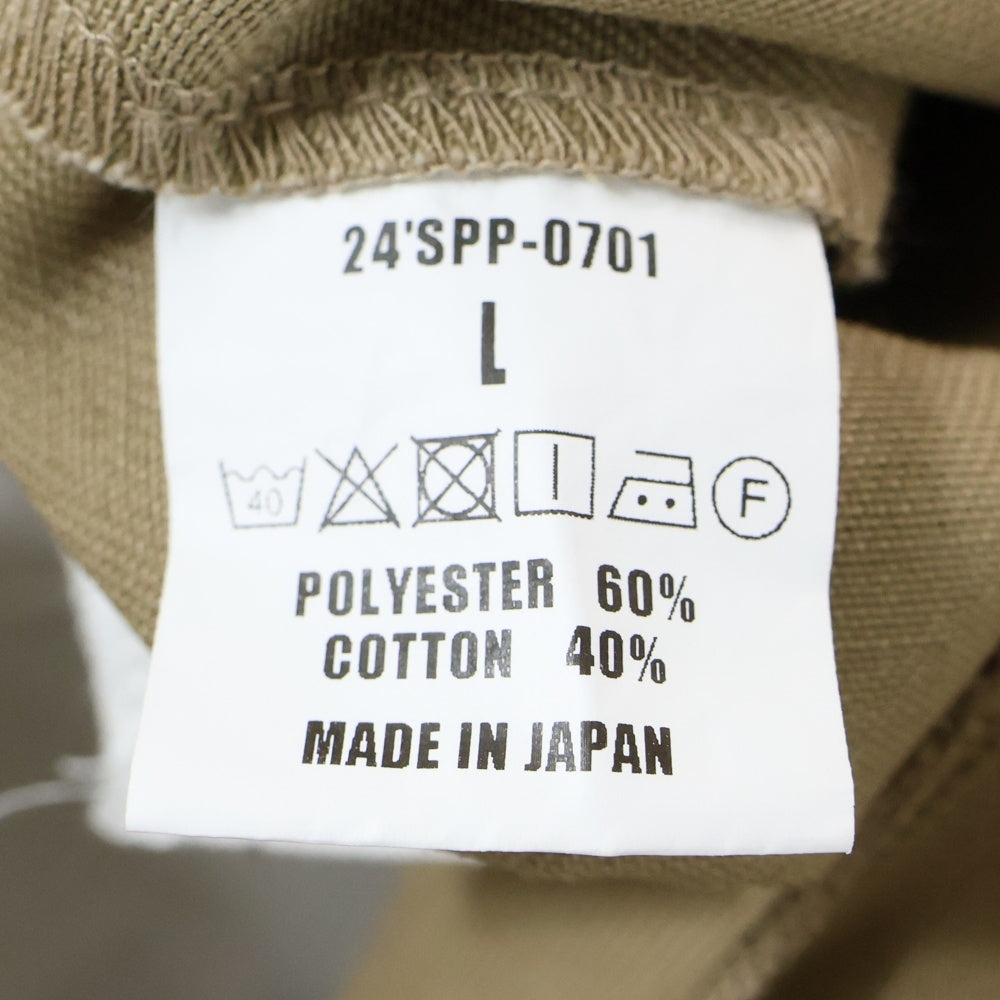 24'SPP-0701
L
40 F
POLYESTER 60%
COTTON 40%
MADE IN JAPAN